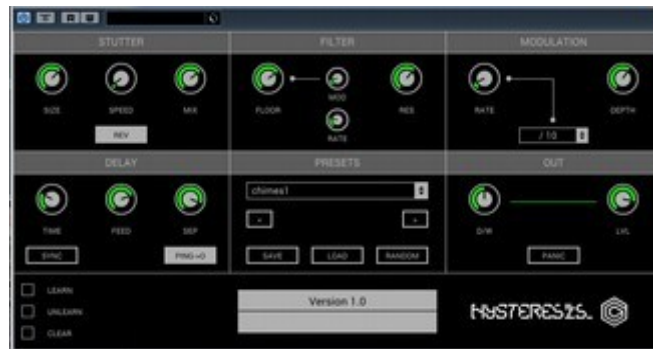 STUTTER
FILTER
MODULATION
SIZE
SPEED
MIX
FLOOR
MOD
RES
RATE
RATE
DEPTH
REV
/ 10
DELAY
PRESETS
OUT
chimes1
TIME
FEED
SEP
-
+
D/W
LVL
SYNC
PING->O
SAVE
LOAD
RANDOM
PANIC
LEARN
UNLEARN
CLEAR
Version 1.0
HYSTERESIS_